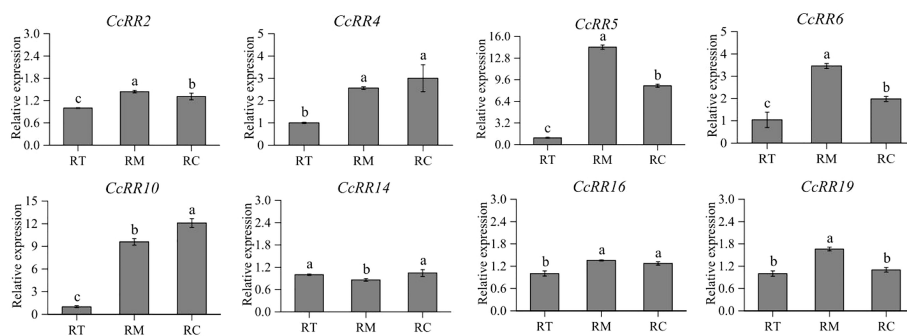 CcRR2
Relative expression
3.0
2.4
1.8
1.2
0.6
0.0
c
a
b
RT
RM
RC
CcRR4
Relative expression
5
4
3
2
1
0
b
a
a
RT
RM
RC
CcRR5
Relative expression
16.0
12.8
9.6
6.4
3.2
0.0
c
a
b
RT
RM
RC
CcRR6
Relative expression
5
4
3
2
1
0
c
a
b
RT
RM
RC
CcRR10
Relative expression
15
12
9
6
3
0
c
b
a
RT
RM
RC
CcRR14
Relative expression
3.0
2.4
1.8
1.2
0.6
0.0
a
b
a
RT
RM
RC
CcRR16
Relative expression
3.0
2.4
1.8
1.2
0.6
0.0
b
a
a
RT
RM
RC
CcRR19
Relative expression
3.0
2.4
1.8
1.2
0.6
0.0
b
a
b
RT
RM
RC